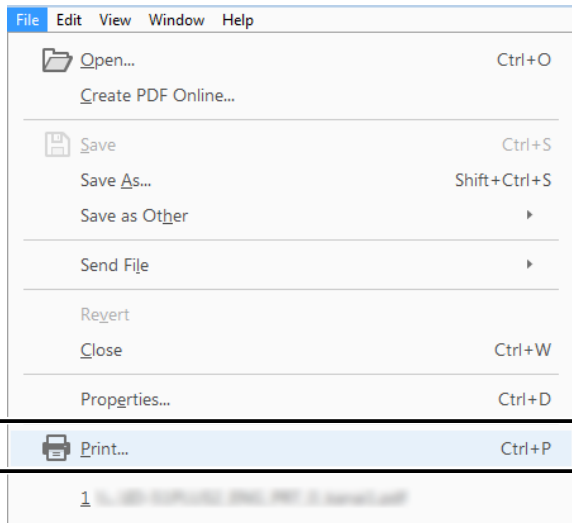 File Edit View Window Help
Open... Ctrl+O
Create PDF Online...
Save Ctrl+S
Save As... Shift+Ctrl+S
Save as Other
Send File
Revert
Close Ctrl+W
Properties... Ctrl+D
Print... Ctrl+P
1